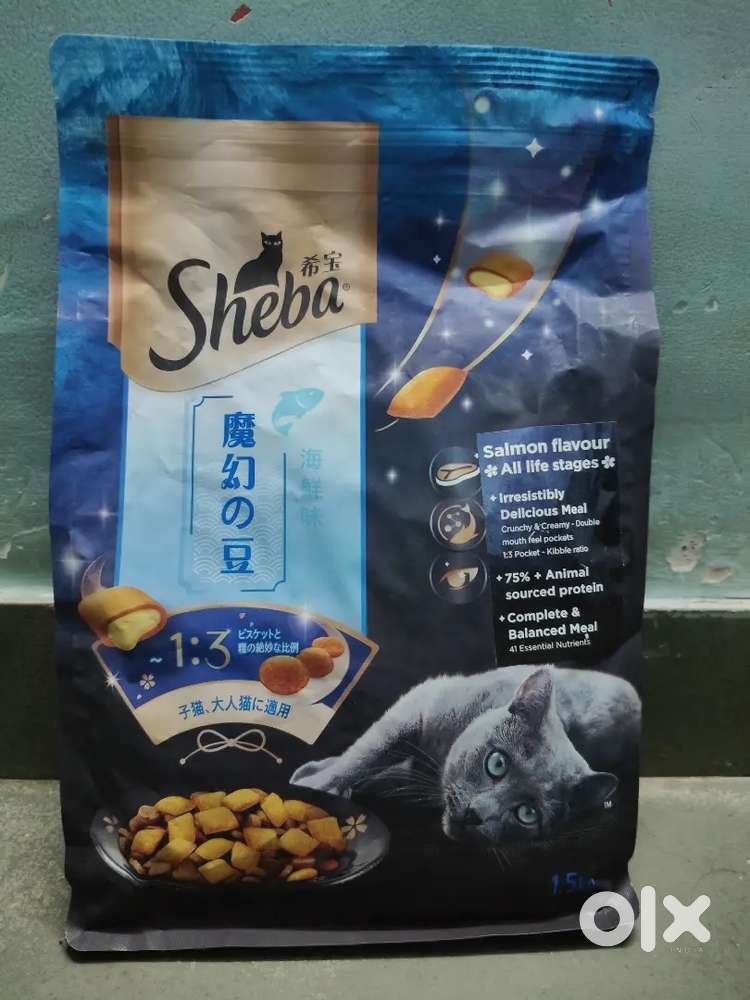 希宝
Sheba®
魔幻の豆
海鮮味
Salmon flavour
All life stages
+ Irresistibly
Delicious Meal
Crunchy & Creamy - Double
mouth feel pockets
1:3 Pocket - Kibble ratio
+ 75% + Animal
sourced protein
+ Complete &
Balanced Meal
41 Essential Nutrients
~ 1:3
ビスケットと
種の絶妙な比例
子猫、大人猫に適用
TM
olx
INDIA